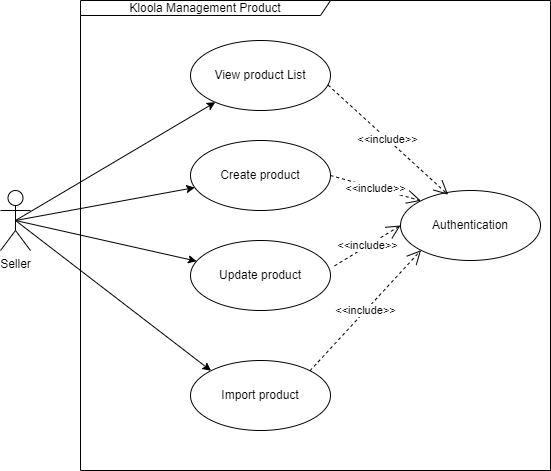 Kloola Management Product
View product List
<<include>>
Create product
<<include>>
Authentication
Update product
<<include>>
Seller
<<include>>
Import product